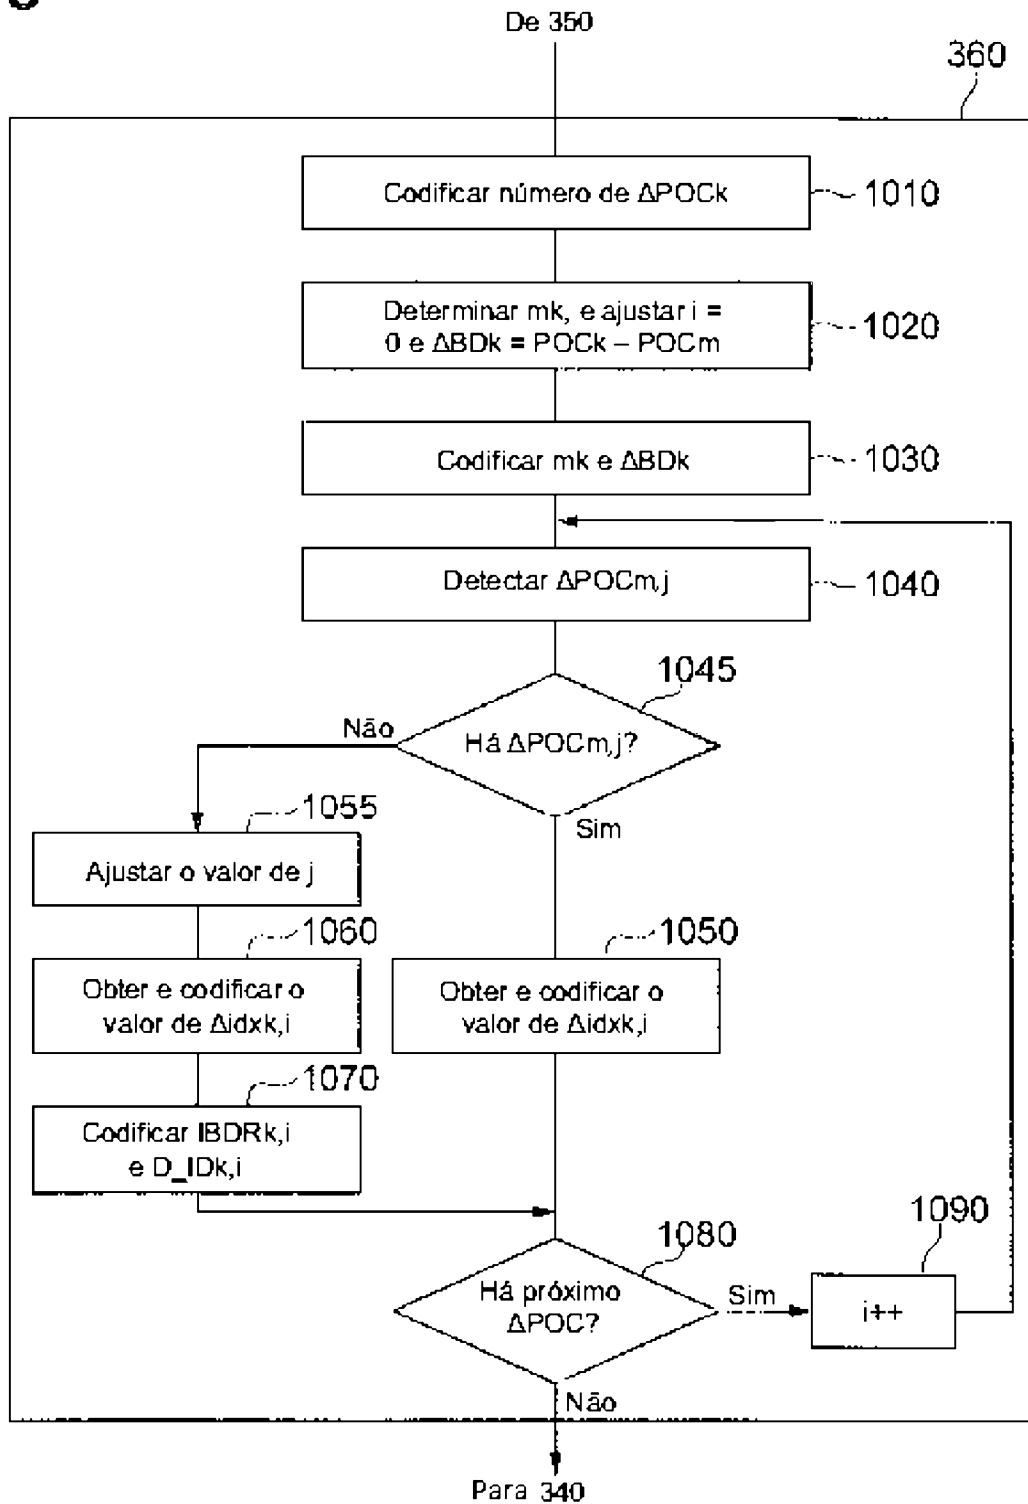 De 350
360
Codificar número de ΔPOCk
1010
Determinar mk, e ajustar i =
0 e ΔBDk = POCk – POCm
1020
Codificar mk e ΔBDk
1030
Detectar ΔPOCm,j
1040
1045
Há ΔPOCm,j?
Não
Sim
1055
Ajustar o valor de j
1060
Obter e codificar o
valor de Δidxk,i
1050
Obter e codificar o
valor de Δidxk,i
1070
Codificar IBDRk,i
e D_IDk,i
1080
Há próximo
ΔPOC?
Sim
1090
i++
Não
Para 340